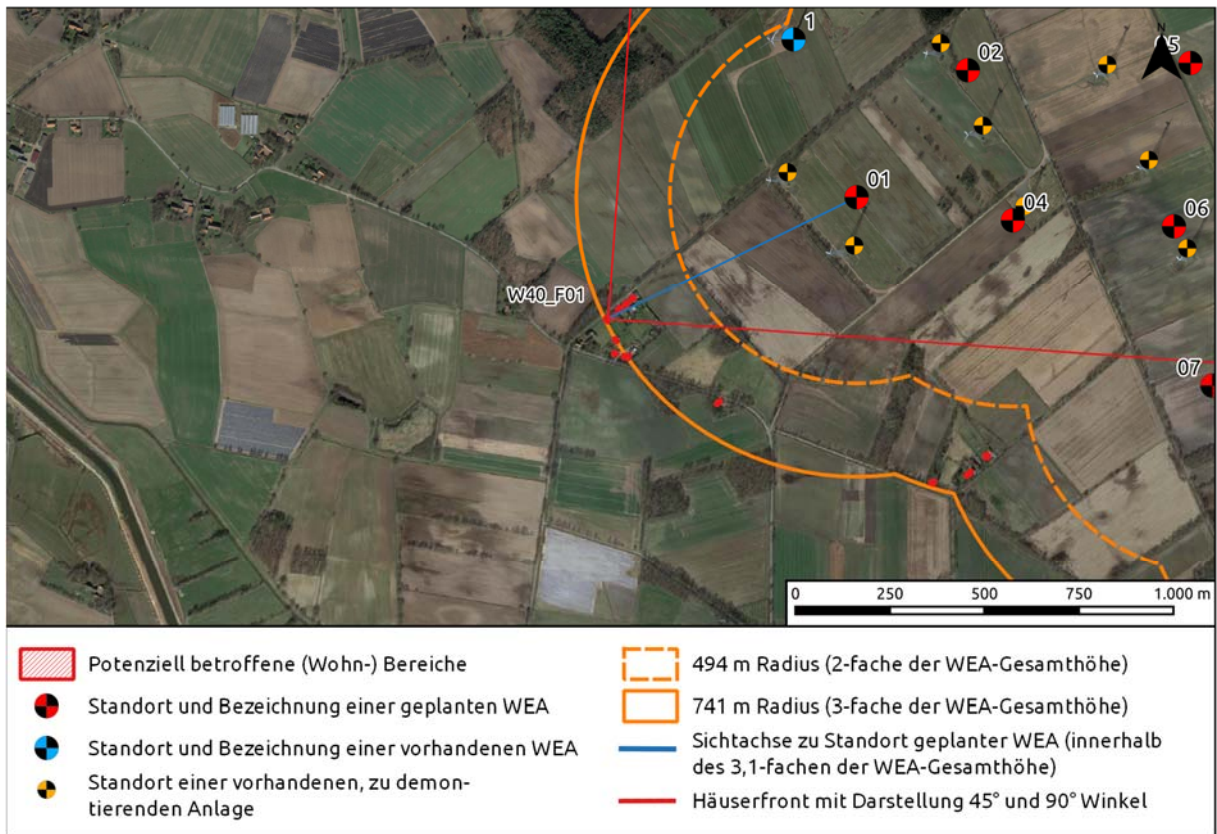 1
02
05
01
04
06
W40_F01
07
0 250 500 750 1.000 m
Potenziell betroffene (Wohn-) Bereiche
Standort und Bezeichnung einer geplanten WEA
Standort und Bezeichnung einer vorhandenen WEA
Standort einer vorhandenen, zu demon-
tierenden Anlage
494 m Radius (2-fache der WEA-Gesamthöhe)
741 m Radius (3-fache der WEA-Gesamthöhe)
Sichtachse zu Standort geplanter WEA (innerhalb
des 3,1-fachen der WEA-Gesamthöhe)
Häuserfront mit Darstellung 45° und 90° Winkel